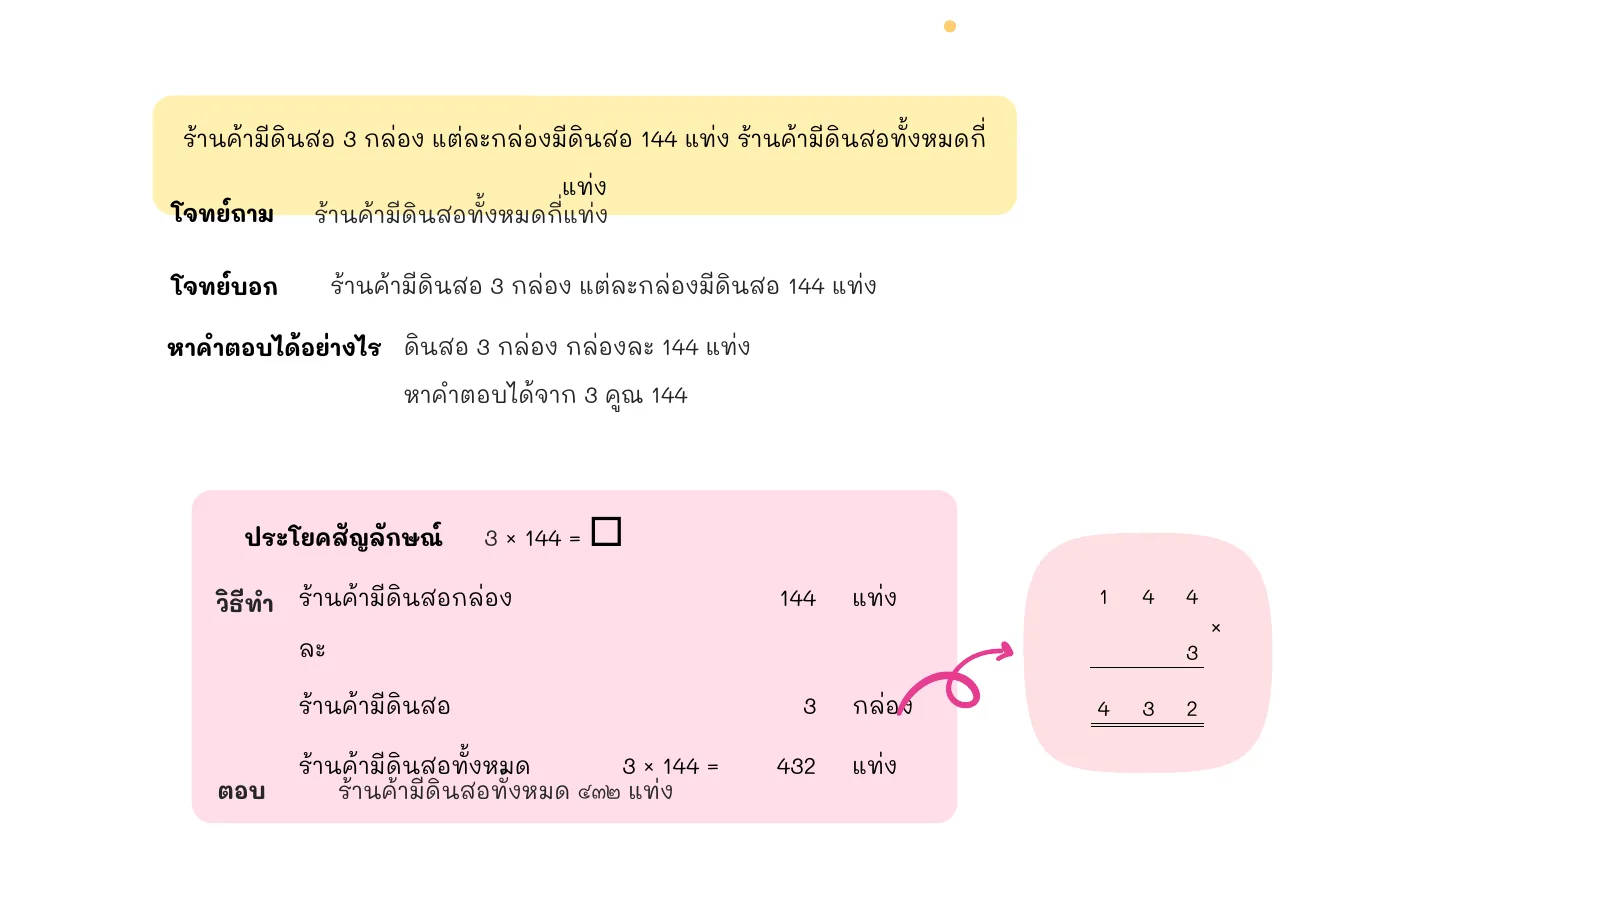 ร้านค้ามีดินสอ 3 กล่อง แต่ละกล่องมีดินสอ 144 แท่ง ร้านค้ามีดินสอทั้งหมดกี่
แท่ง
โจทย์ถาม ร้านค้ามีดินสอทั้งหมดกี่แท่ง
โจทย์บอก ร้านค้ามีดินสอ 3 กล่อง แต่ละกล่องมีดินสอ 144 แท่ง
หาคำตอบได้อย่างไร ดินสอ 3 กล่อง กล่องละ 144 แท่ง
หาคำตอบได้จาก 3 คูณ 144
ประโยคสัญลักษณ์ 3 × 144 = □
วิธีทำ ร้านค้ามีดินสอกล่อง 144 แท่ง
ละ
ร้านค้ามีดินสอ 3 กล่อง
ร้านค้ามีดินสอทั้งหมด 3 × 144 = 432 แท่ง
ตอบ ร้านค้ามีดินสอทั้งหมด ๔๓๒ แท่ง
1 4 4
×
3
4 3 2